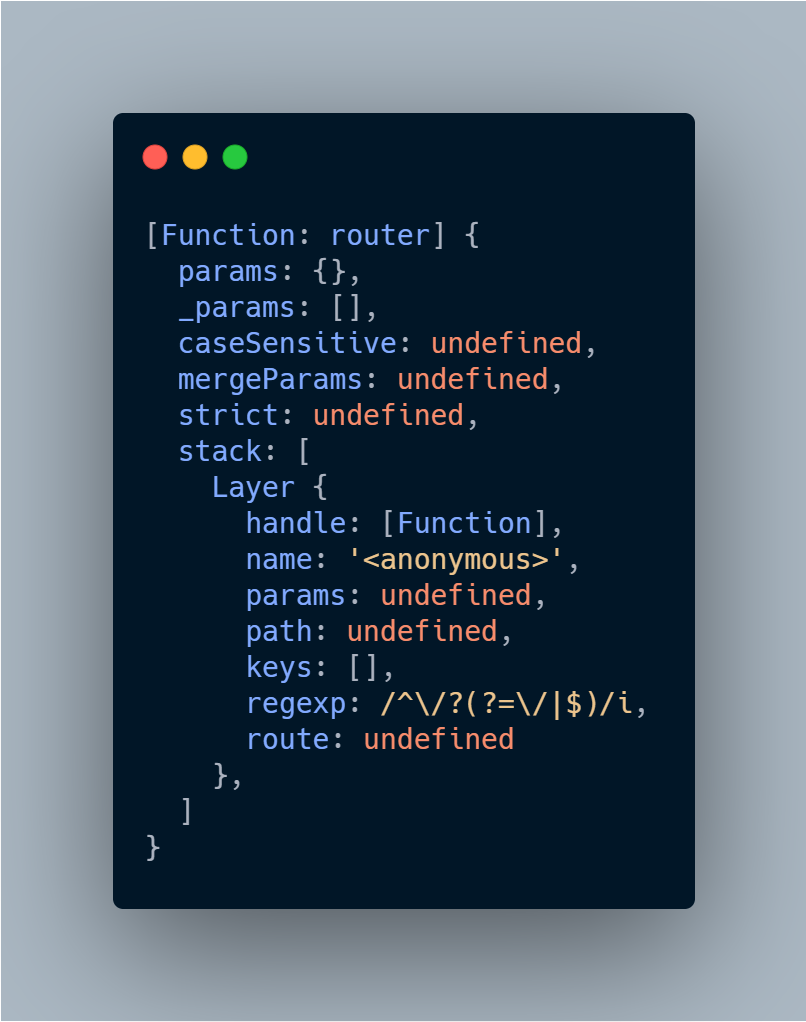 [Function: router] {
  params: {},
  _params: [],
  caseSensitive: undefined,
  mergeParams: undefined,
  strict: undefined,
  stack: [
    Layer {
      handle: [Function],
      name: '<anonymous>',
      params: undefined,
      path: undefined,
      keys: [],
      regexp: /^\/?(?=\/|$)/i,
      route: undefined
    },
  ]
}